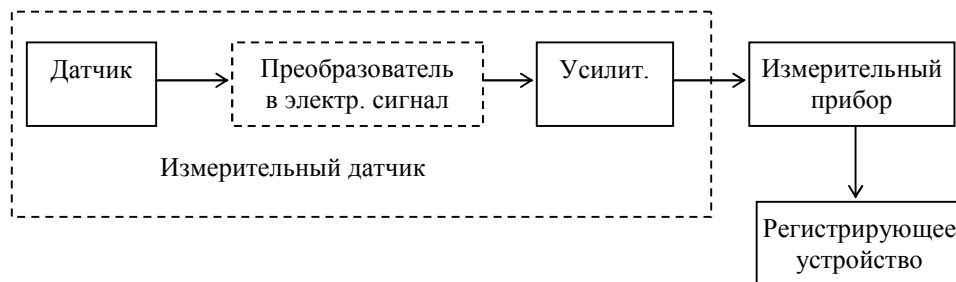 Датчик
Преобразователь
в электр. сигнал
Усилит.
Измерительный
прибор
Измерительный датчик
Регистрирующее
устройство